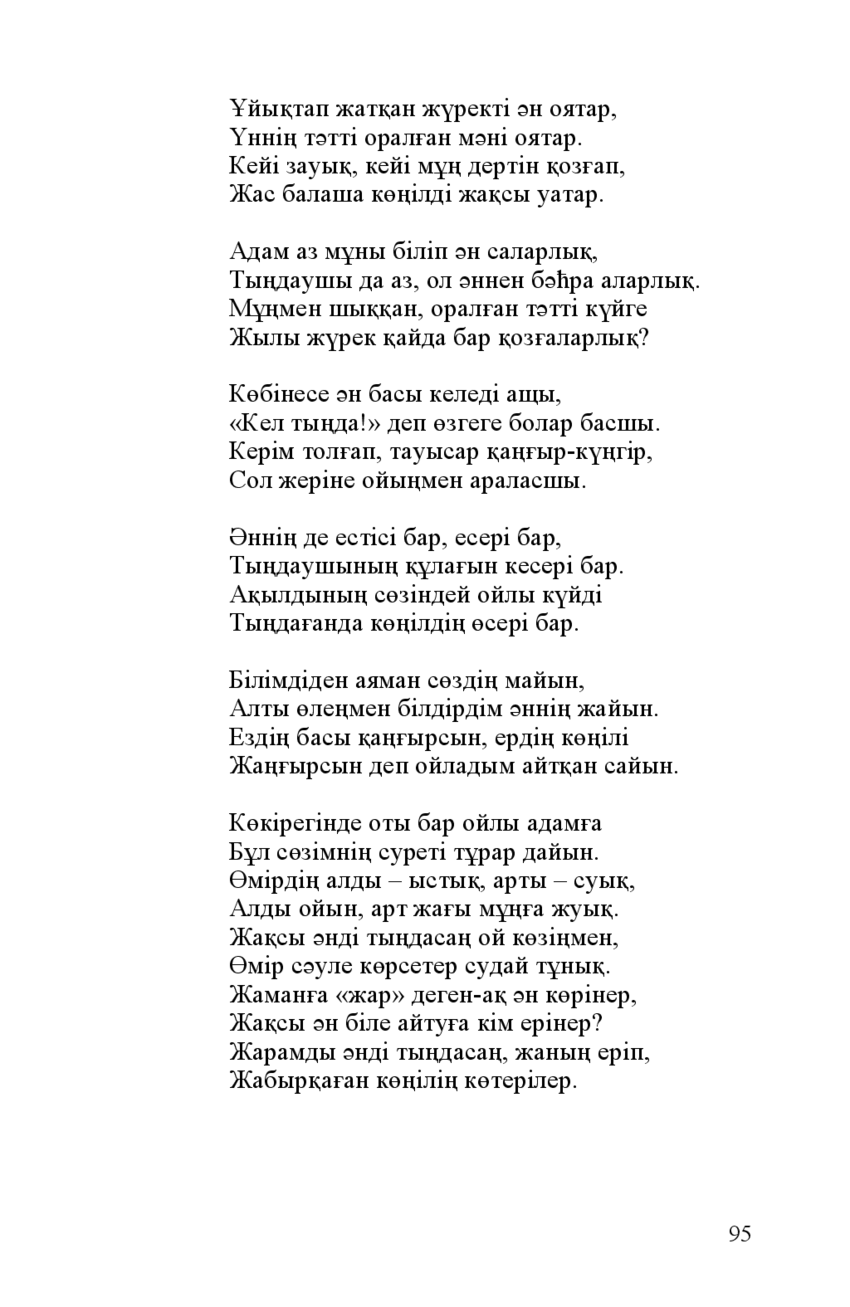 Ұйықтап жатқан жүректі ән оятар,
Үннің тәтті оралған мәні оятар.
Кейі зауық, кейі мұң дертін қозғап,
Жас балаша көңілді жақсы уатар.

Адам аз мұны біліп ән саларлық,
Тыңдаушы да аз, ол әннен бәһра аларлық.
Мұңмен шыққан, оралған тәтті күйге
Жылы жүрек қайда бар қозғаларлық?

Көбінесе ән басы келеді ащы,
«Кел тыңда!» деп өзгеге болар басшы.
Керім толғап, тауысар қаңғыр-күңгір,
Сол жеріне ойыңмен араласшы.

Әннің де естісі бар, есері бар,
Тыңдаушының құлағын кесері бар.
Ақылдының сөзіндей ойлы күйді
Тыңдағанда көңілдің өсері бар.

Білімдіден аяман сөздің майын,
Алты өлеңмен білдірдім әннің жайын.
Ездің басы қаңғырсын, ердің көңілі
Жаңғырсын деп ойладым айтқан сайын.

Көкірегінде оты бар ойлы адамға
Бұл сөзімнің суреті тұрар дайын.
Өмірдің алды – ыстық, арты – суық,
Алды ойын, арт жағы мұңға жуық.
Жақсы әнді тыңдасаң ой көзіңмен,
Өмір сәуле көрсетер судай тұнық.
Жаманға «жар» деген-ақ ән көрінер,
Жақсы ән біле айтуға кім ерінер?
Жарамды әнді тыңдасаң, жаның еріп,
Жабырқаған көңілің көтерілер.

95